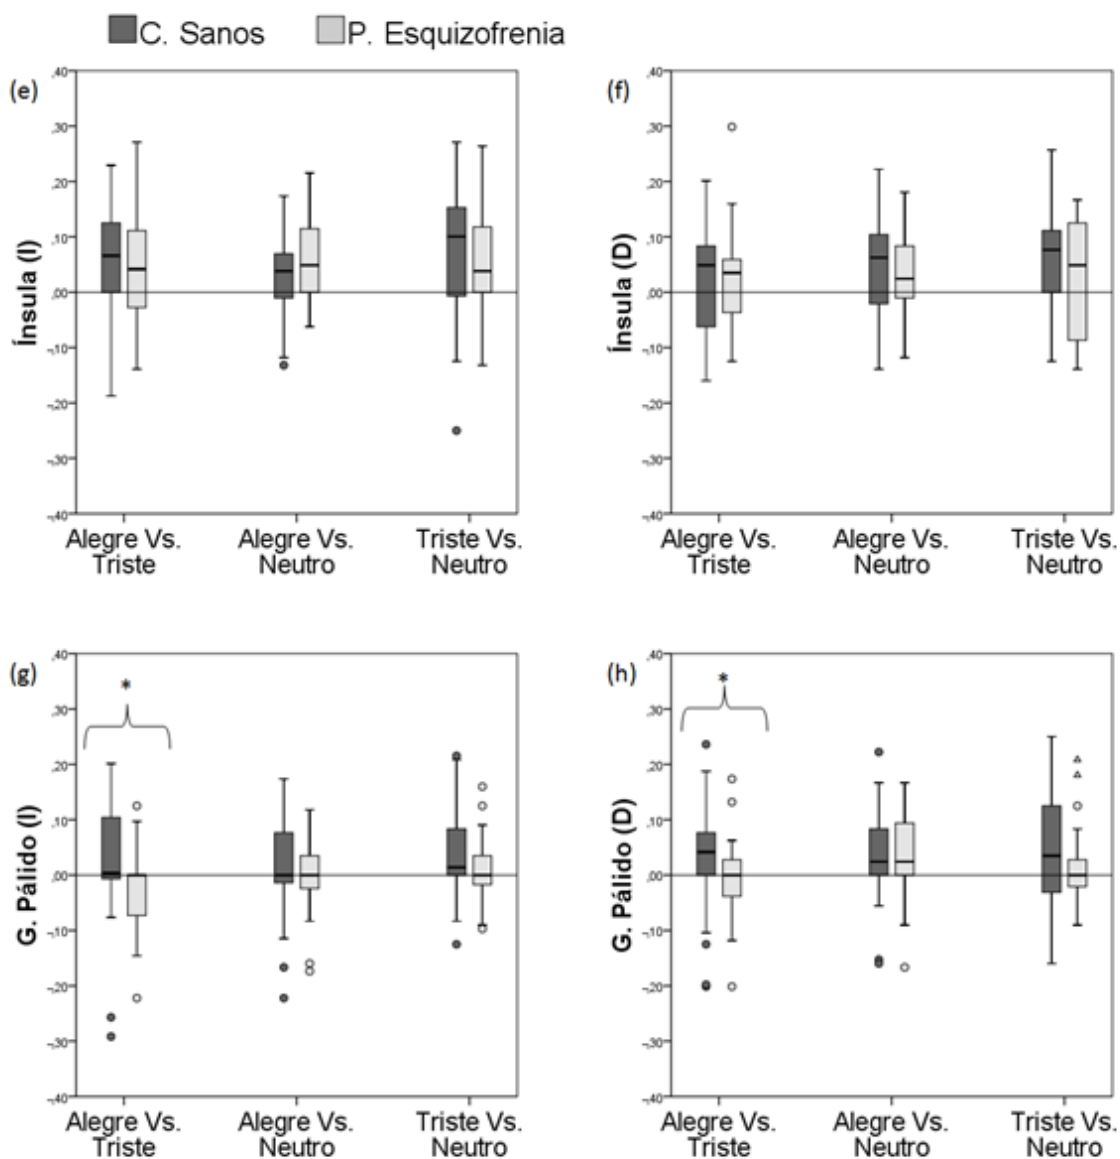 C. Sanos P. Esquizofrenia
(e)
,40
,30
,20
,10
,00
-,10
-,20
-,30
-,40
Ínsula (I)
Alegre Vs. Triste
Alegre Vs. Neutro
Triste Vs. Neutro
(f)
,40
,30
,20
,10
,00
-,10
-,20
-,30
-,40
Ínsula (D)
Alegre Vs. Triste
Alegre Vs. Neutro
Triste Vs. Neutro
(g)
,40
,30
,20
,10
,00
-,10
-,20
-,30
-,40
G. Pálido (I)
*
Alegre Vs. Triste
Alegre Vs. Neutro
Triste Vs. Neutro
(h)
,40
,30
,20
,10
,00
-,10
-,20
-,30
-,40
G. Pálido (D)
*
Alegre Vs. Triste
Alegre Vs. Neutro
Triste Vs. Neutro